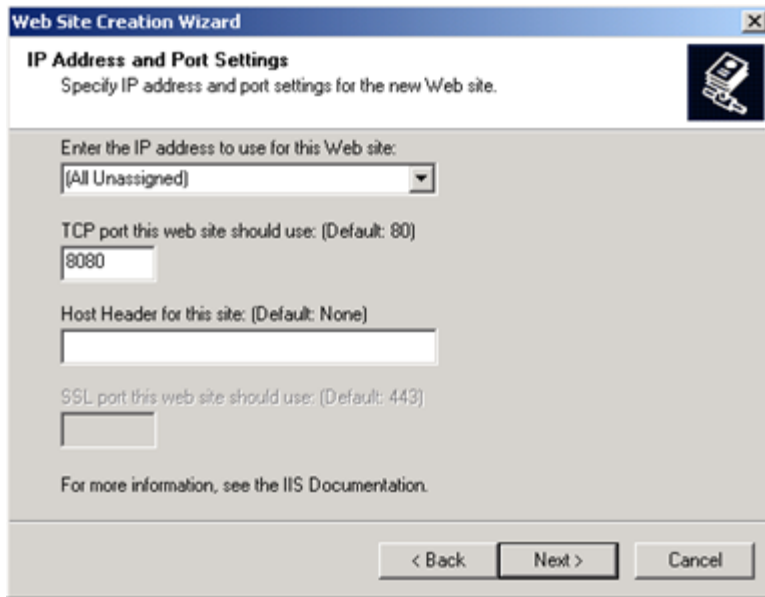 Web Site Creation Wizard
IP Address and Port Settings
Specify IP address and port settings for the new Web site.
Enter the IP address to use for this Web site:
(All Unassigned)
TCP port this web site should use: (Default: 80)
8080
Host Header for this site: (Default: None)
SSL port this web site should use: (Default: 443)
For more information, see the IIS Documentation.
< Back Next > Cancel